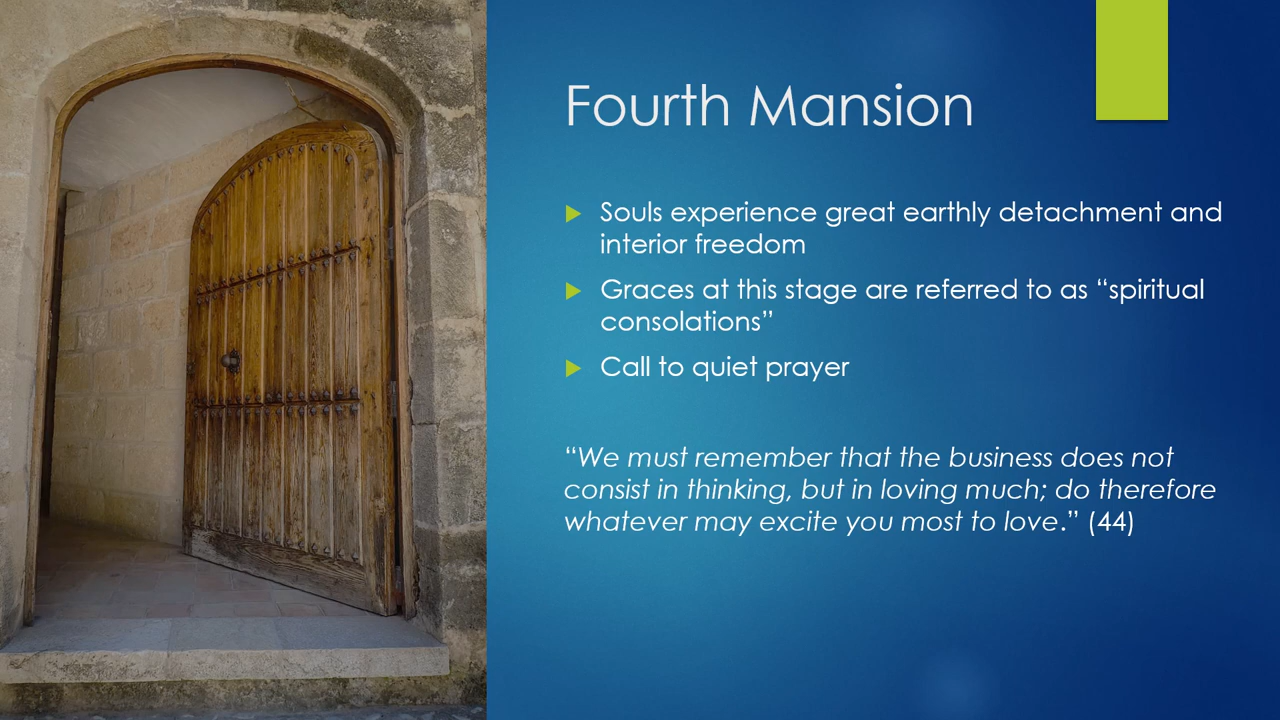 Fourth Mansion
Souls experience great earthly detachment and
interior freedom
Graces at this stage are referred to as “spiritual
consolations”
Call to quiet prayer
“We must remember that the business does not
consist in thinking, but in loving much; do therefore
whatever may excite you most to love.” (44)